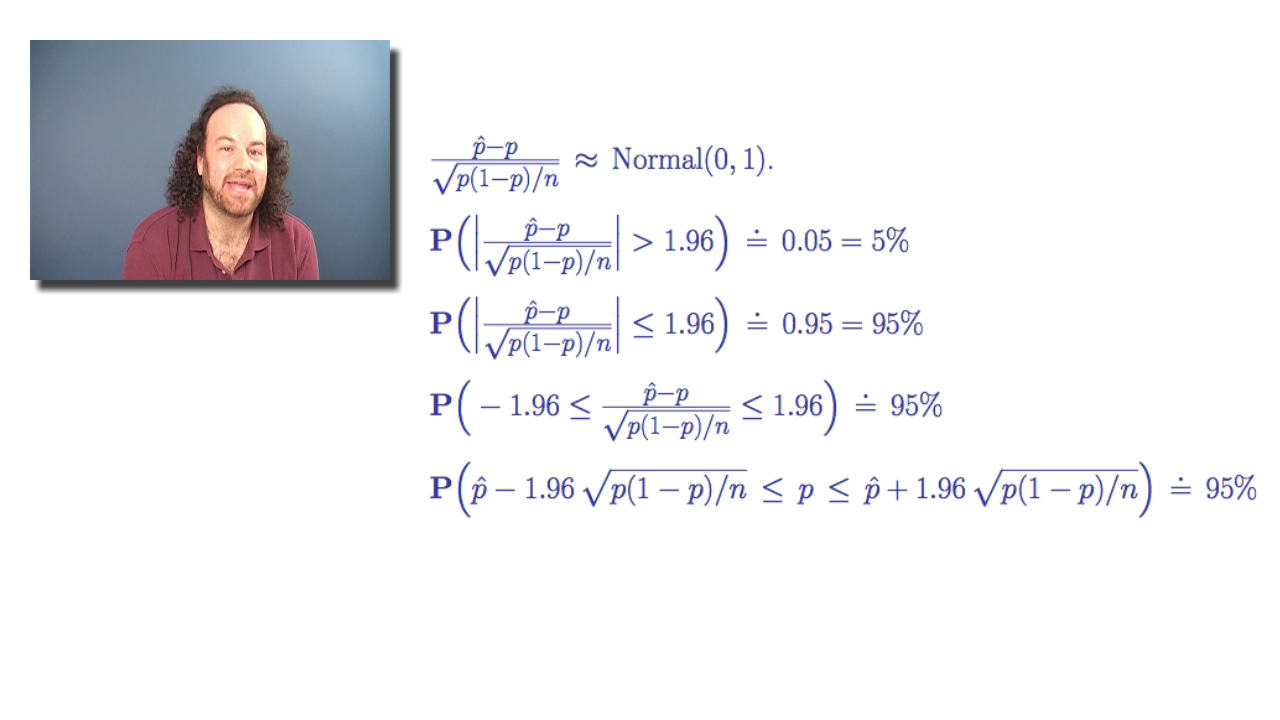 p̂−p / √p(1−p)/n ≈ Normal(0, 1).
P(|p̂−p / √p(1−p)/n| > 1.96) ≐ 0.05 = 5%
P(|p̂−p / √p(1−p)/n| ≤ 1.96) ≐ 0.95 = 95%
P(− 1.96 ≤ p̂−p / √p(1−p)/n ≤ 1.96) ≐ 95%
P(p̂ − 1.96 √p(1 − p)/n ≤ p ≤ p̂ + 1.96 √p(1 − p)/n) ≐ 95%